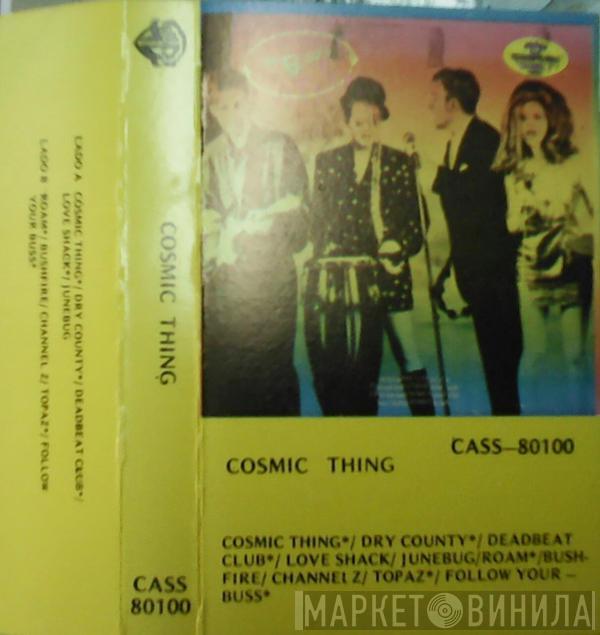 LADO A: COSMIC THING*/ DRY COUNTY*/ DEADBEAT CLUB*/
LOVE SHACK*/ JUNEBUG
LADO B ROAM*/ BUSHFIRE/ CHANNEL Z/ TOPAZ*/ FOLLOW
YOUR BUSS*
COSMIC THING
CASS
80100
COSMIC THING
CASS—80100
COSMIC THING*/ DRY COUNTY*/ DEADBEAT
CLUB*/ LOVE SHACK/ JUNEBUG/ROAM*/BUSH-
FIRE/ CHANNEL Z/ TOPAZ*/ FOLLOW YOUR —
BUSS*
МАРКЕТ ВИНИЛА